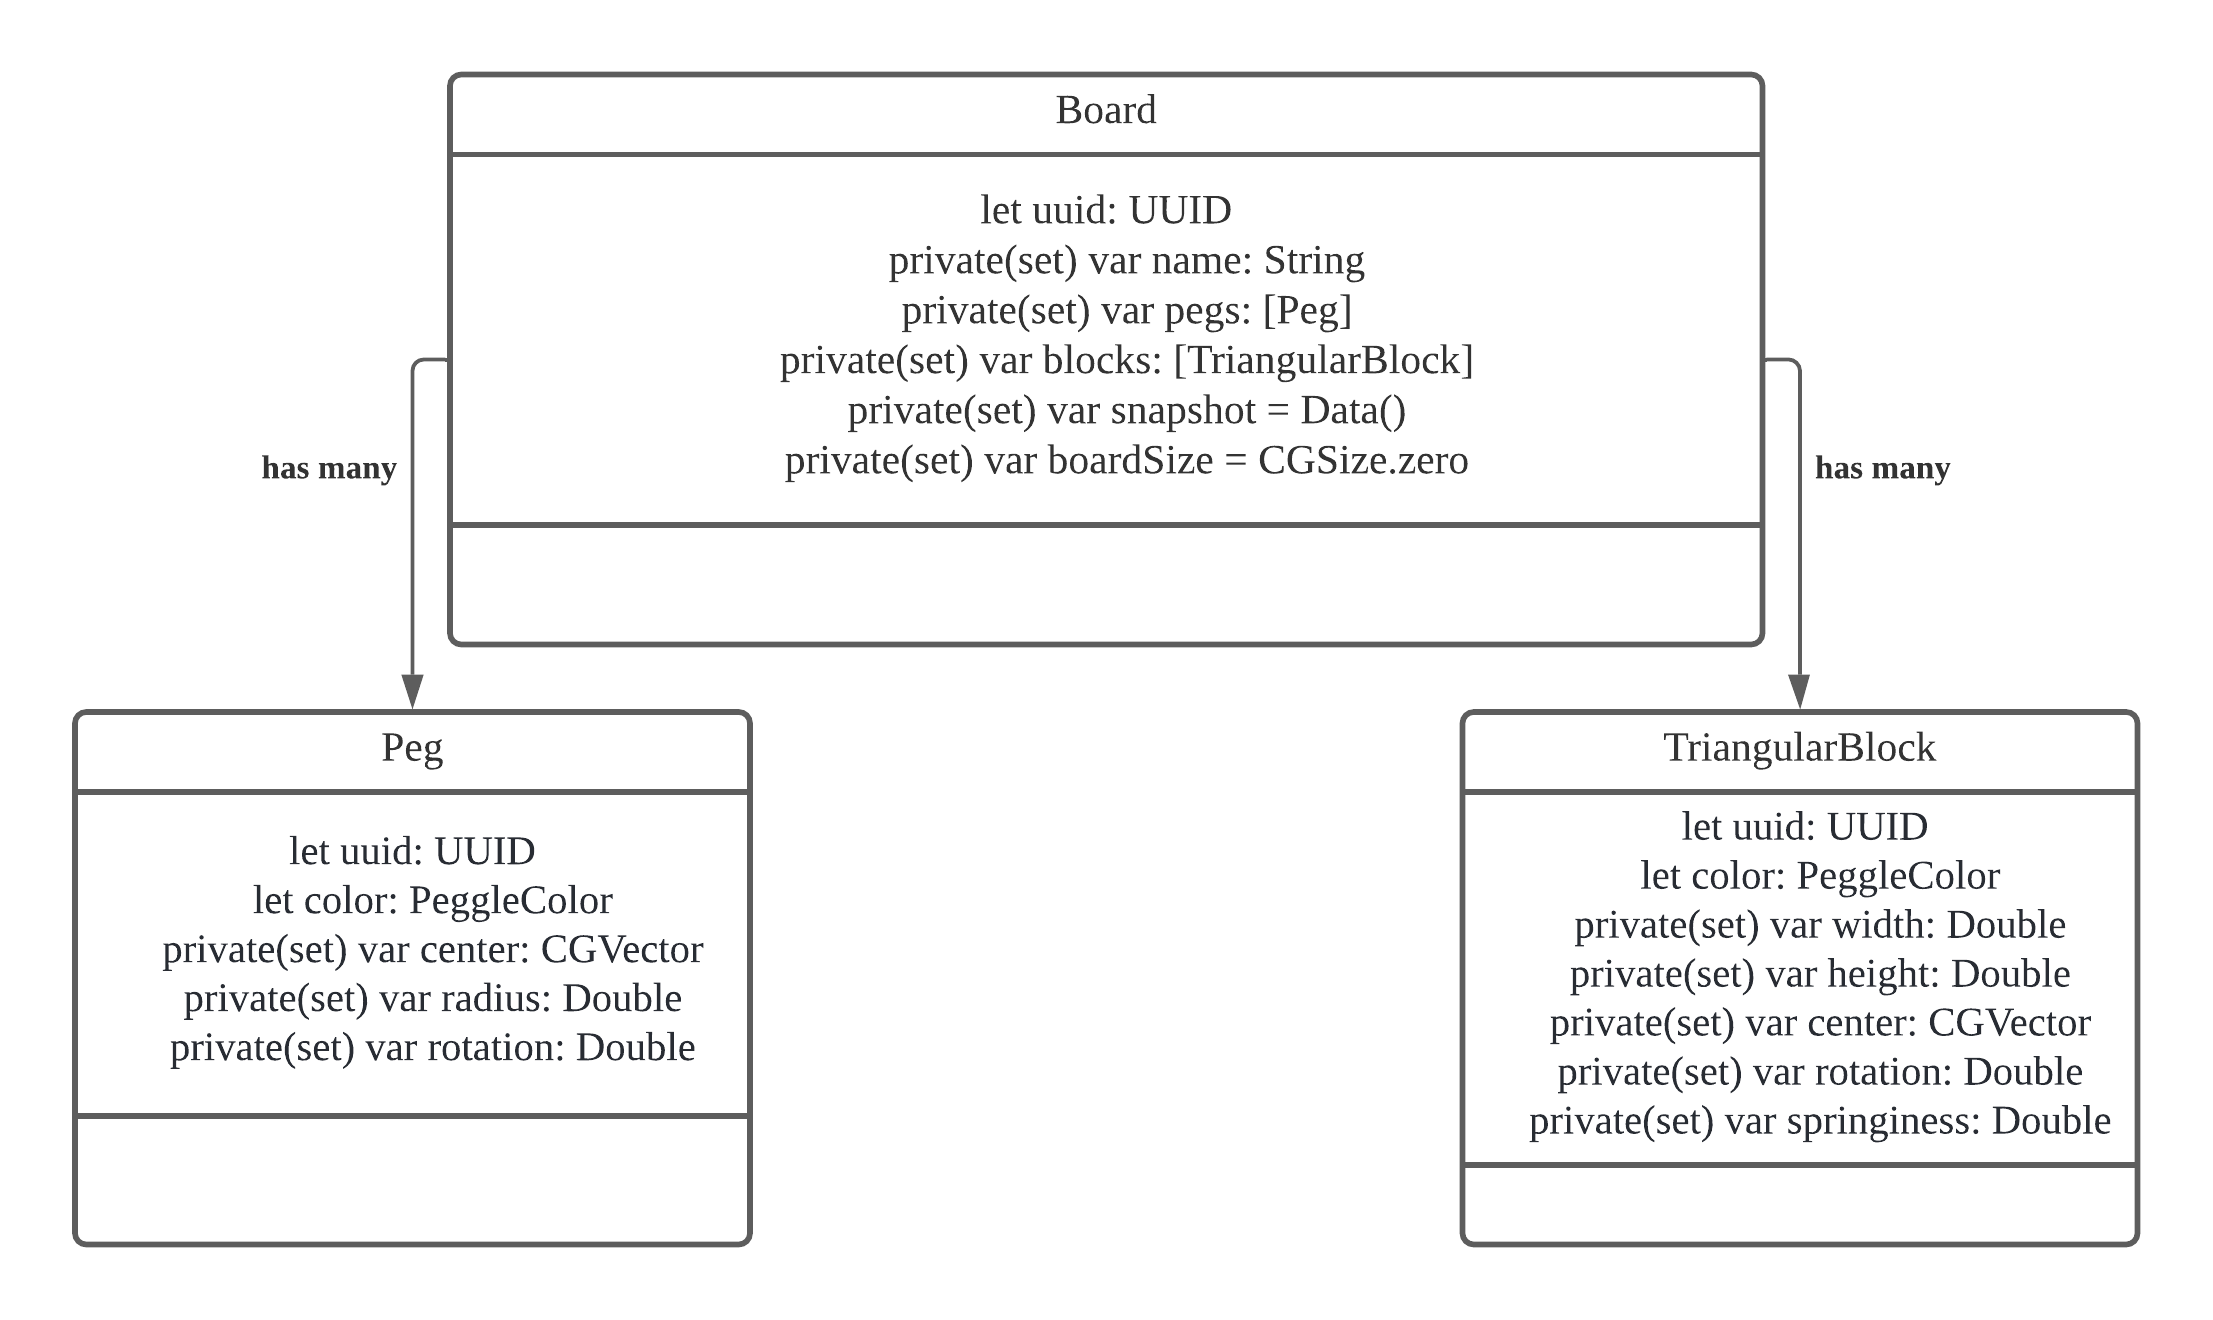 Board
let uuid: UUID
private(set) var name: String
private(set) var pegs: [Peg]
private(set) var blocks: [TriangularBlock]
private(set) var snapshot = Data()
private(set) var boardSize = CGSize.zero
has many
has many
Peg
let uuid: UUID
let color: PeggleColor
private(set) var center: CGVector
private(set) var radius: Double
private(set) var rotation: Double
TriangularBlock
let uuid: UUID
let color: PeggleColor
private(set) var width: Double
private(set) var height: Double
private(set) var center: CGVector
private(set) var rotation: Double
private(set) var springiness: Double